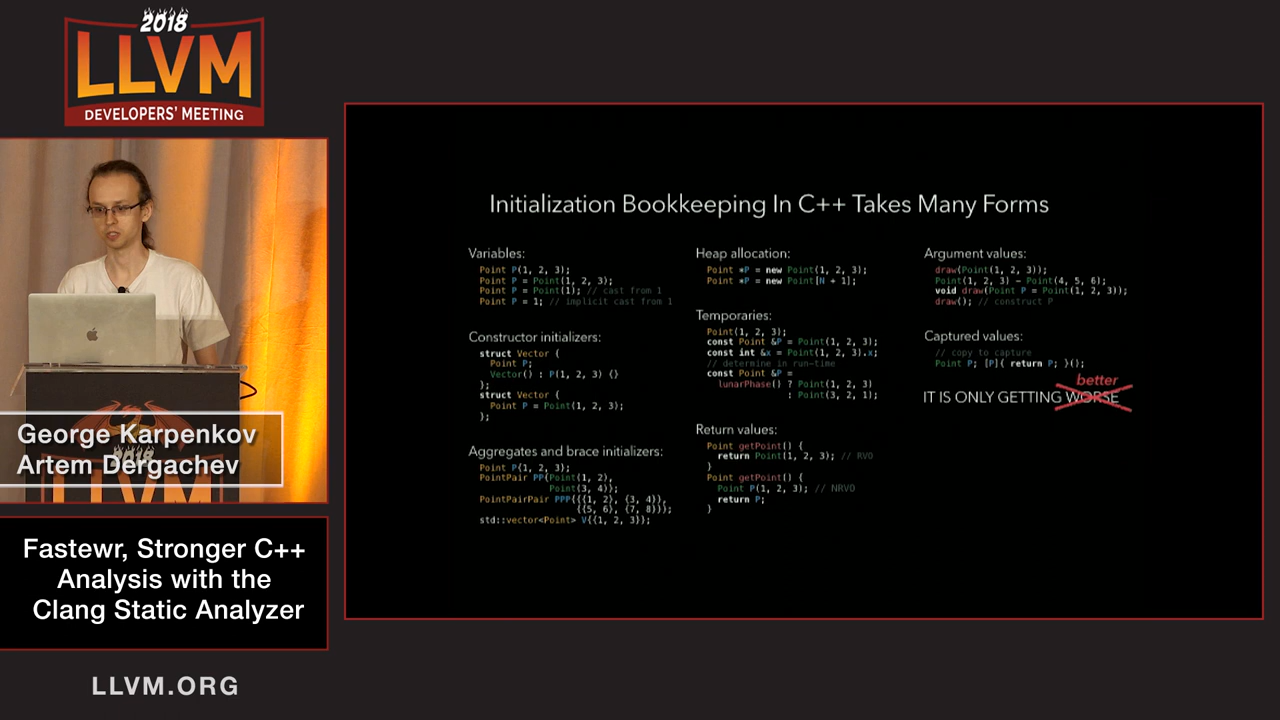 2018
LLVM
DEVELOPERS' MEETING
George Karpenkov
Artem Dergachev
2018
LLVM
Fastewr, Stronger C++
Analysis with the
Clang Static Analyzer
LLVM.ORG
Initialization Bookkeeping In C++ Takes Many Forms
Variables:
Point P(1, 2, 3);
Point P = Point(1, 2, 3);
Point P = Point(1); // cast from 1
Point P = 1; // implicit cast from 1
Constructor initializers:
struct Vector {
Point P;
Vector() : P(1, 2, 3) {}
};
struct Vector {
Point P = Point(1, 2, 3);
};
Aggregates and brace initializers:
Point P{1, 2, 3};
PointPair PP{Point(1, 2),
Point(3, 4)};
PointPairPair PPP{{{1, 2}, {3, 4}},
{{5, 6}, {7, 8}}};
std::vector<Point> V{{1, 2, 3}};
Heap allocation:
Point *P = new Point(1, 2, 3);
Point *P = new Point[N + 1];
Temporaries:
Point(1, 2, 3);
const Point &P = Point(1, 2, 3);
const int &x = Point(1, 2, 3).x;
// determine in run-time
const Point &P =
lunarPhase() ? Point(1, 2, 3)
: Point(3, 2, 1);
Return values:
Point getPoint() {
return Point(1, 2, 3); // RVO
}
Point getPoint() {
Point P(1, 2, 3); // NRVO
return P;
}
Argument values:
draw(Point(1, 2, 3));
Point(1, 2, 3) - Point(4, 5, 6);
void draw(Point P = Point(1, 2, 3));
draw(); // construct P
Captured values:
// copy to capture
Point P; [P]{ return P; }();
better
IT IS ONLY GETTING WORSE